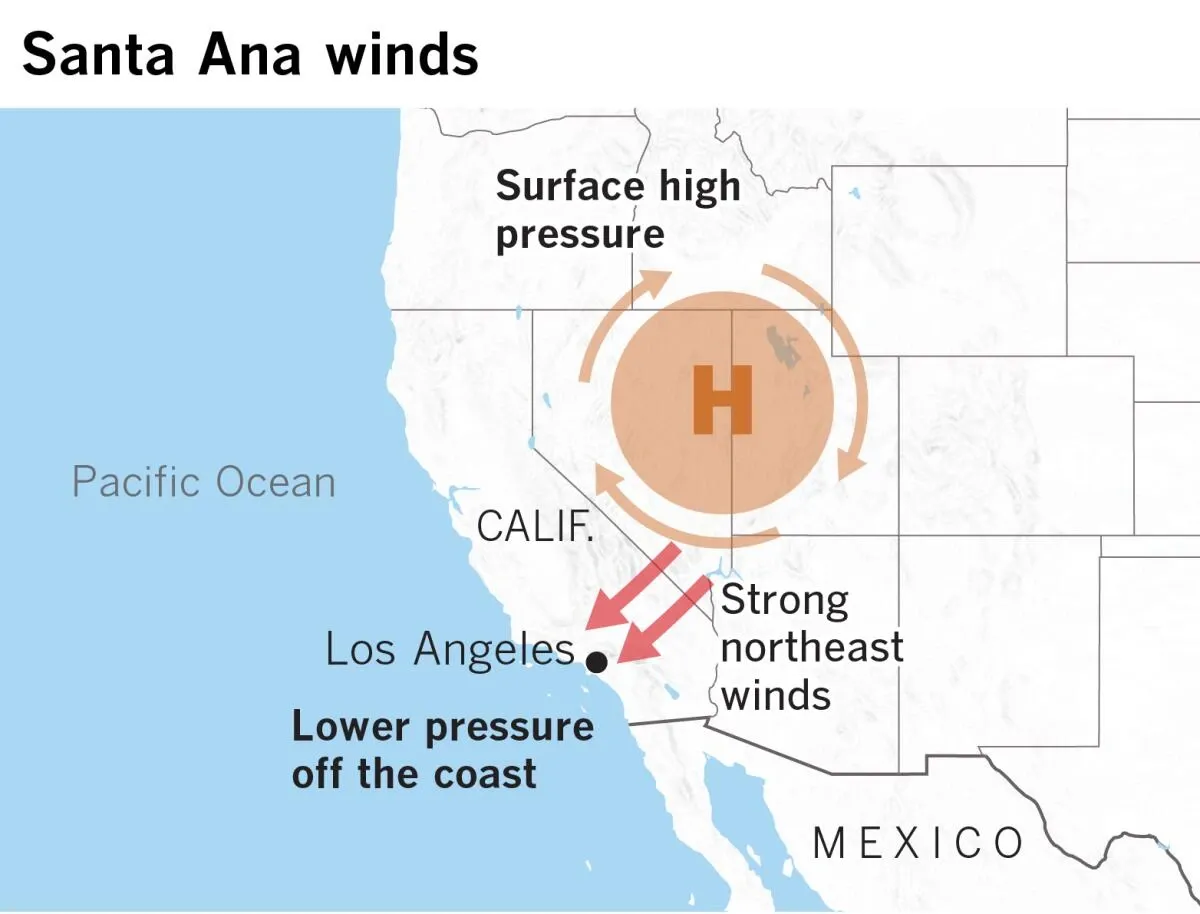 Santa Ana winds
Surface high
pressure
H
Pacific Ocean
CALIF.
Strong
northeast
winds
Los Angeles
Lower pressure
off the coast
MEXICO